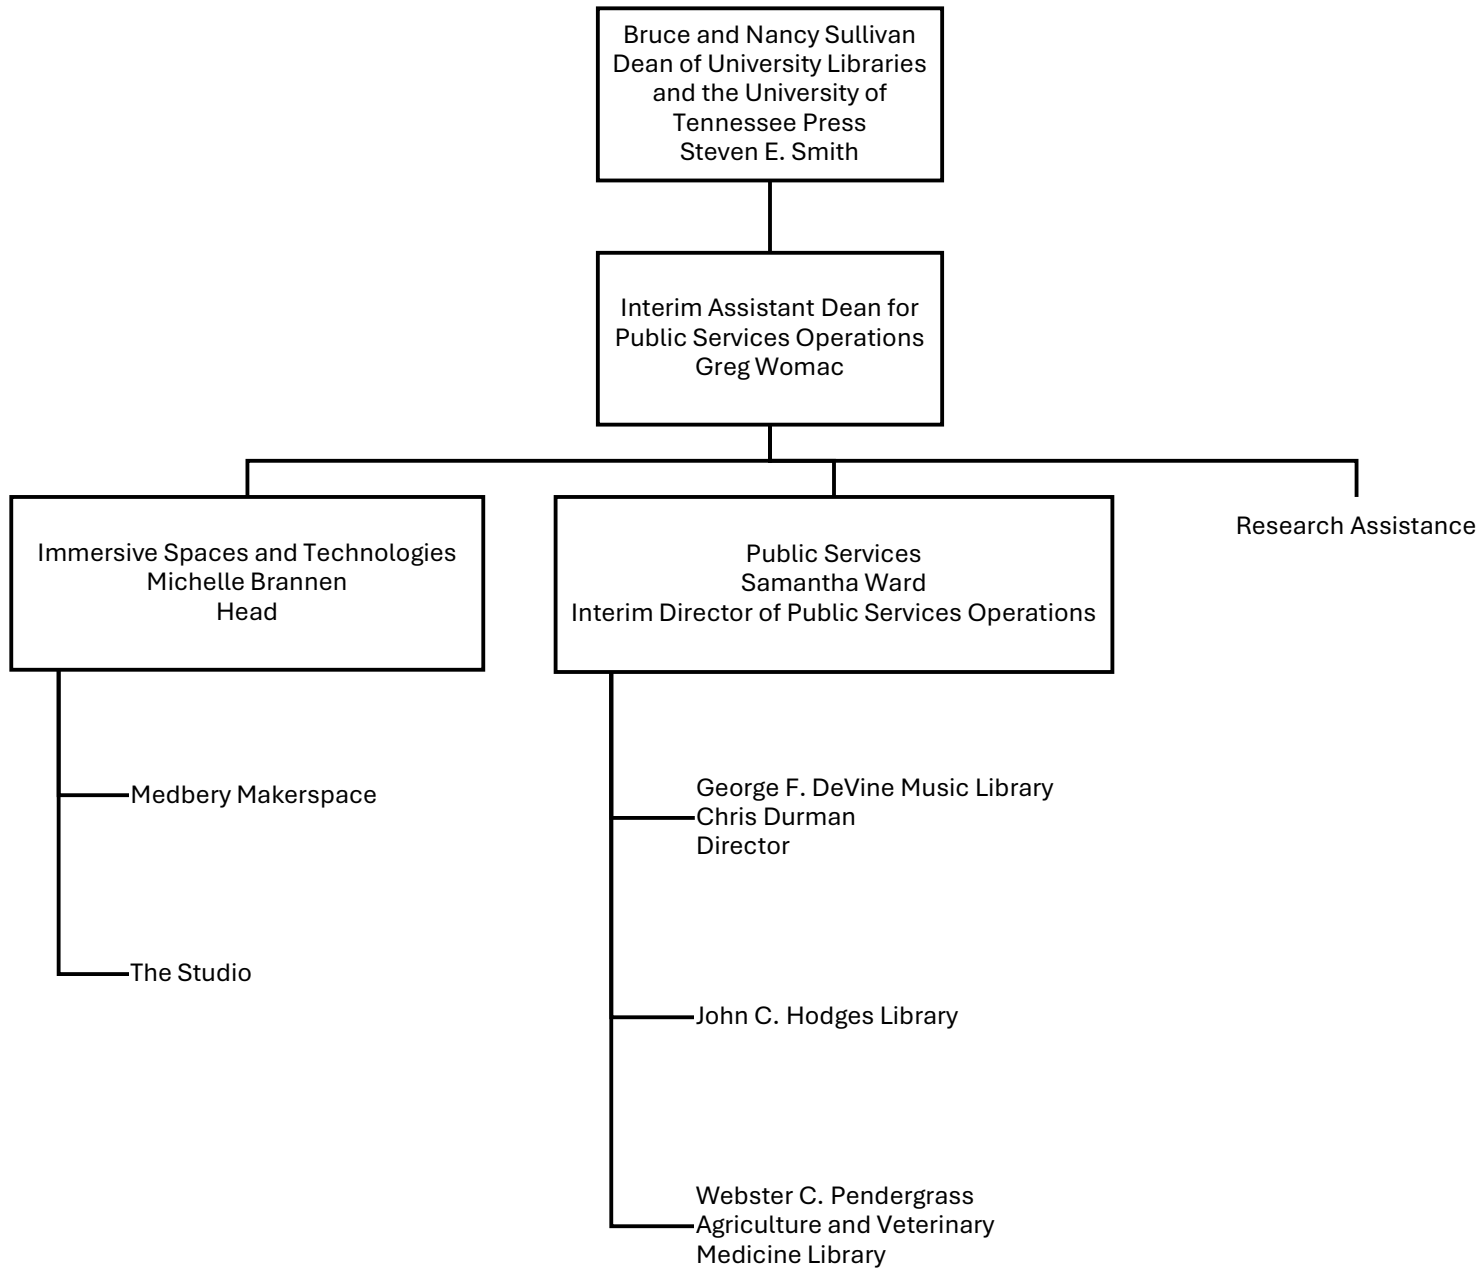 Bruce and Nancy Sullivan
Dean of University Libraries
and the University of
Tennessee Press
Steven E. Smith
Interim Assistant Dean for
Public Services Operations
Greg Womac
Immersive Spaces and Technologies
Michelle Brannen
Head
Public Services
Samantha Ward
Interim Director of Public Services Operations
Research Assistance
Medbery Makerspace
The Studio
George F. DeVine Music Library
Chris Durman
Director
John C. Hodges Library
Webster C. Pendergrass
Agriculture and Veterinary
Medicine Library